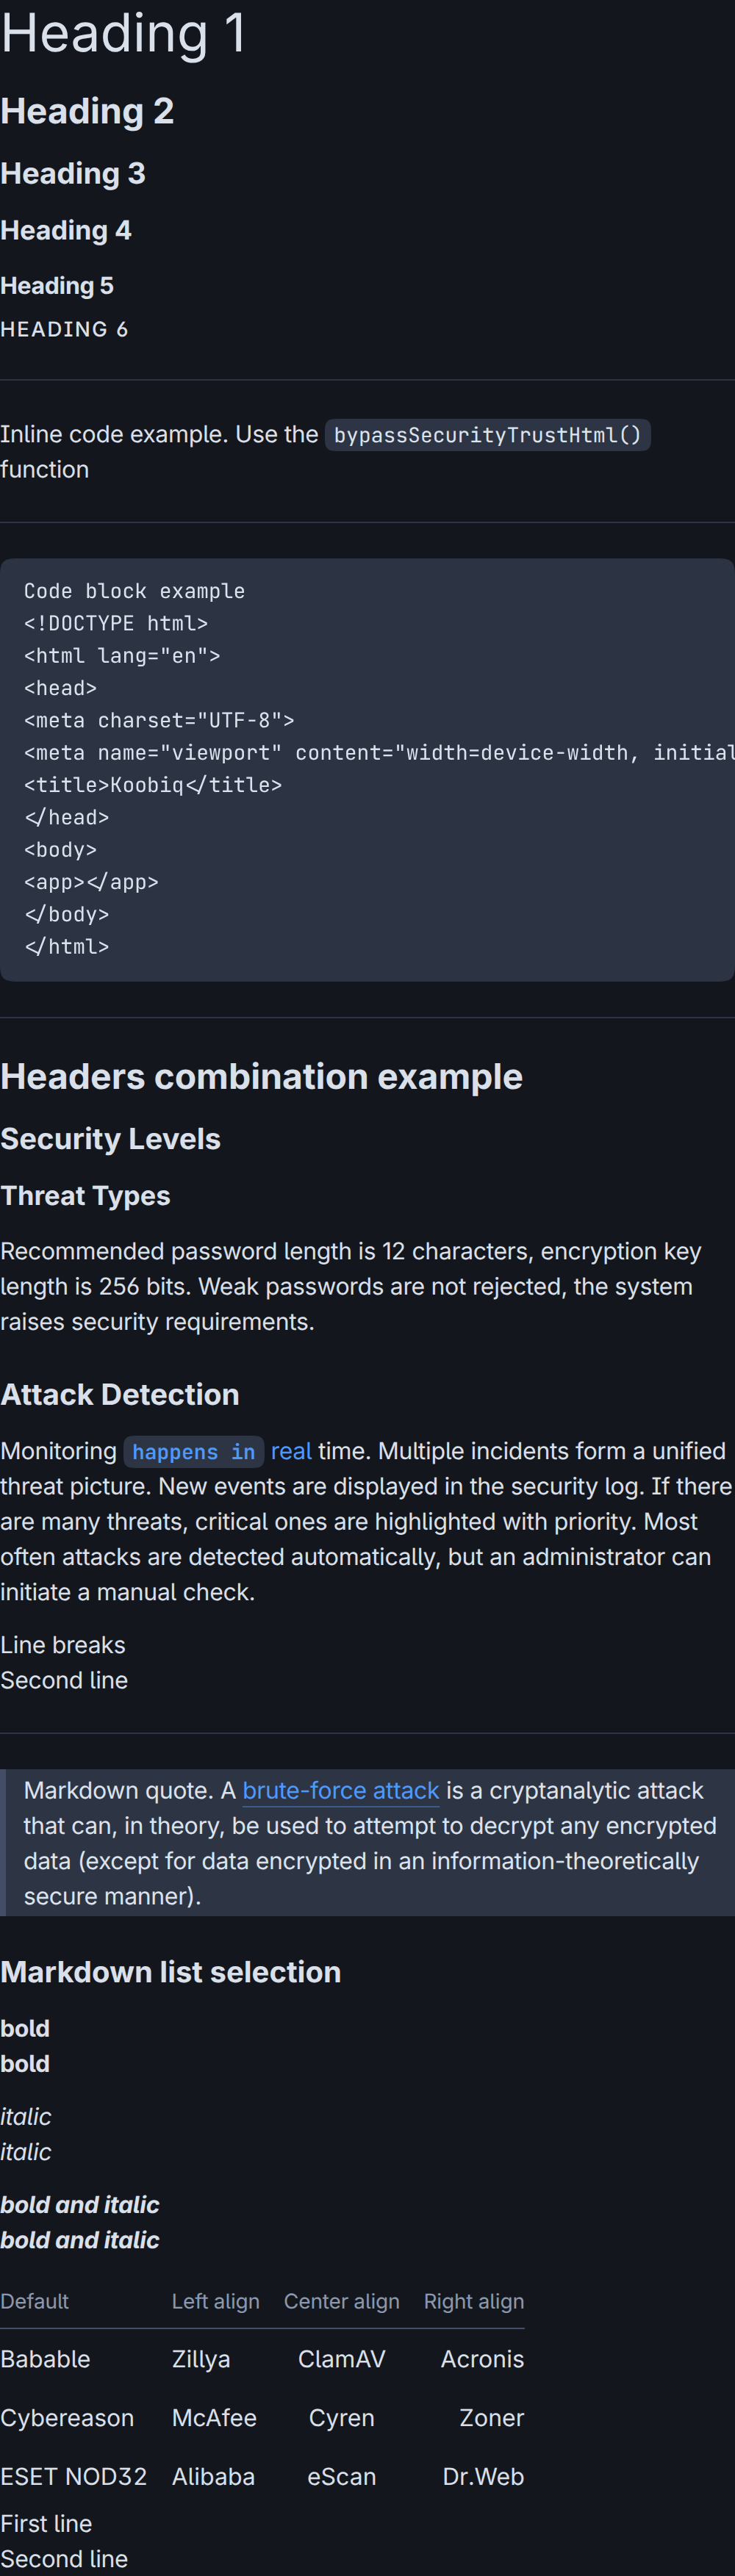 Heading 1
Heading 2
Heading 3
Heading 4
Heading 5
HEADING 6
Inline code example. Use the bypassSecurityTrustHtml()
function
Code block example
<!DOCTYPE html>
<html lang="en">
<head>
<meta charset="UTF-8">
<meta name="viewport" content="width=device-width, initial
<title>Koobiq</title>
</head>
<body>
<app></app>
</body>
</html>
Headers combination example
Security Levels
Threat Types
Recommended password length is 12 characters, encryption key
length is 256 bits. Weak passwords are not rejected, the system
raises security requirements.
Attack Detection
Monitoring happens in real time. Multiple incidents form a unified
threat picture. New events are displayed in the security log. If there
are many threats, critical ones are highlighted with priority. Most
often attacks are detected automatically, but an administrator can
initiate a manual check.
Line breaks
Second line
Markdown quote. A brute-force attack is a cryptanalytic attack
that can, in theory, be used to attempt to decrypt any encrypted
data (except for data encrypted in an information-theoretically
secure manner).
Markdown list selection
bold
bold
italic
italic
bold and italic
bold and italic
Default Left align Center align Right align
Babable Zillya ClamAV Acronis
Cybereason McAfee Cyren Zoner
ESET NOD32 Alibaba eScan Dr.Web
First line
Second line